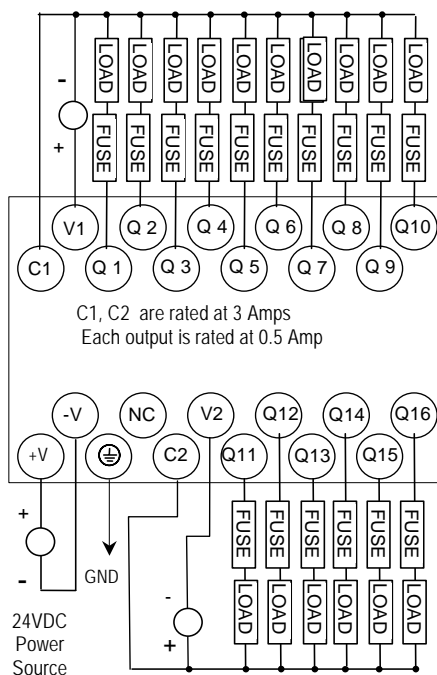 LOAD LOAD LOAD LOAD LOAD LOAD LOAD LOAD LOAD LOAD
-
+
FUSE FUSE FUSE FUSE FUSE FUSE FUSE FUSE FUSE FUSE
V1 Q 2 Q 4 Q 6 Q 8 Q10
C1 Q 1 Q 3 Q 5 Q 7 Q 9
C1, C2 are rated at 3 Amps
Each output is rated at 0.5 Amp
-V NC V2 Q12 Q14 Q16
+V C2 Q11 Q13 Q15
+
-
GND
24VDC
Power
Source
-
+
FUSE FUSE FUSE FUSE FUSE FUSE
LOAD LOAD LOAD LOAD LOAD LOAD